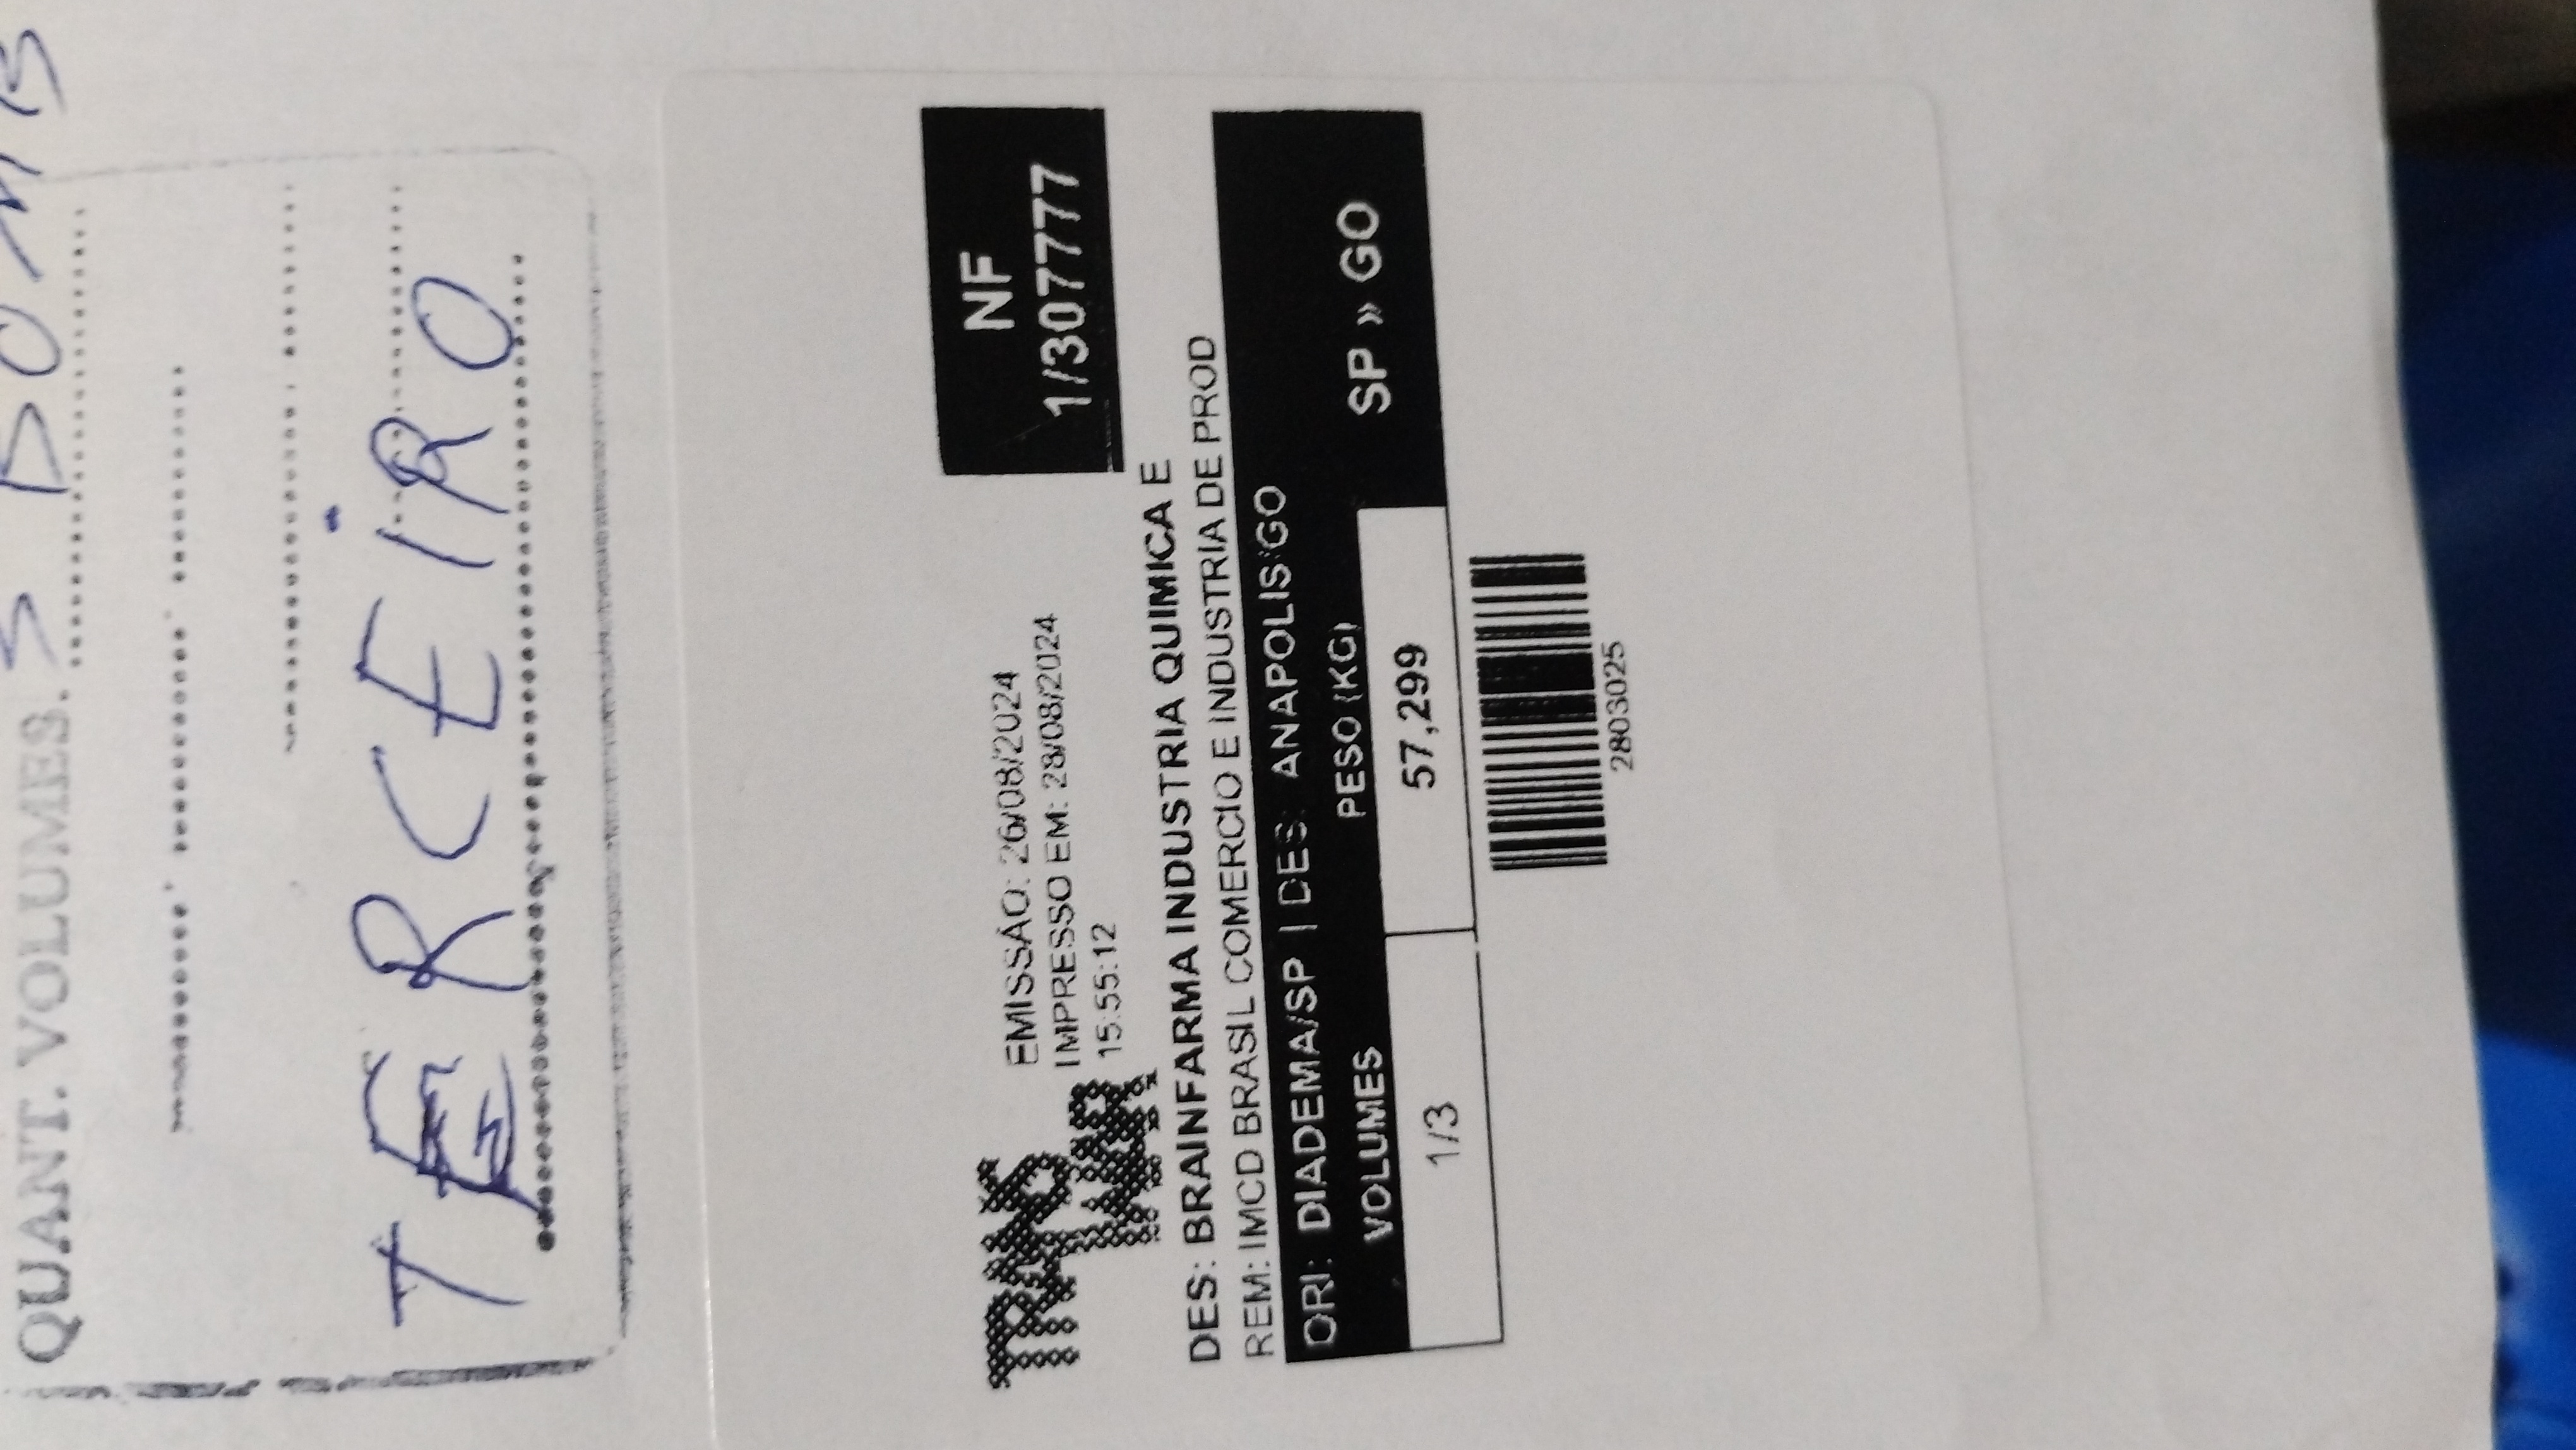 QUANT. VOLUMES. 3 BOMB
TERCEIRO
NF
1/307777
EMISSÃO: 26/08/2024
IMPRESSO EM: 28/08/2024
15:55:12
DES: BRAINFARMA INDUSTRIA QUIMICA E
REM: IMCD BRASIL COMERCIO E INDUSTRIA DE PROD
ORI: DIADEMA/SP | DES: ANAPOLIS/GO
VOLUMES PESO (KG) SP » GO
1/3 57,299
2803025